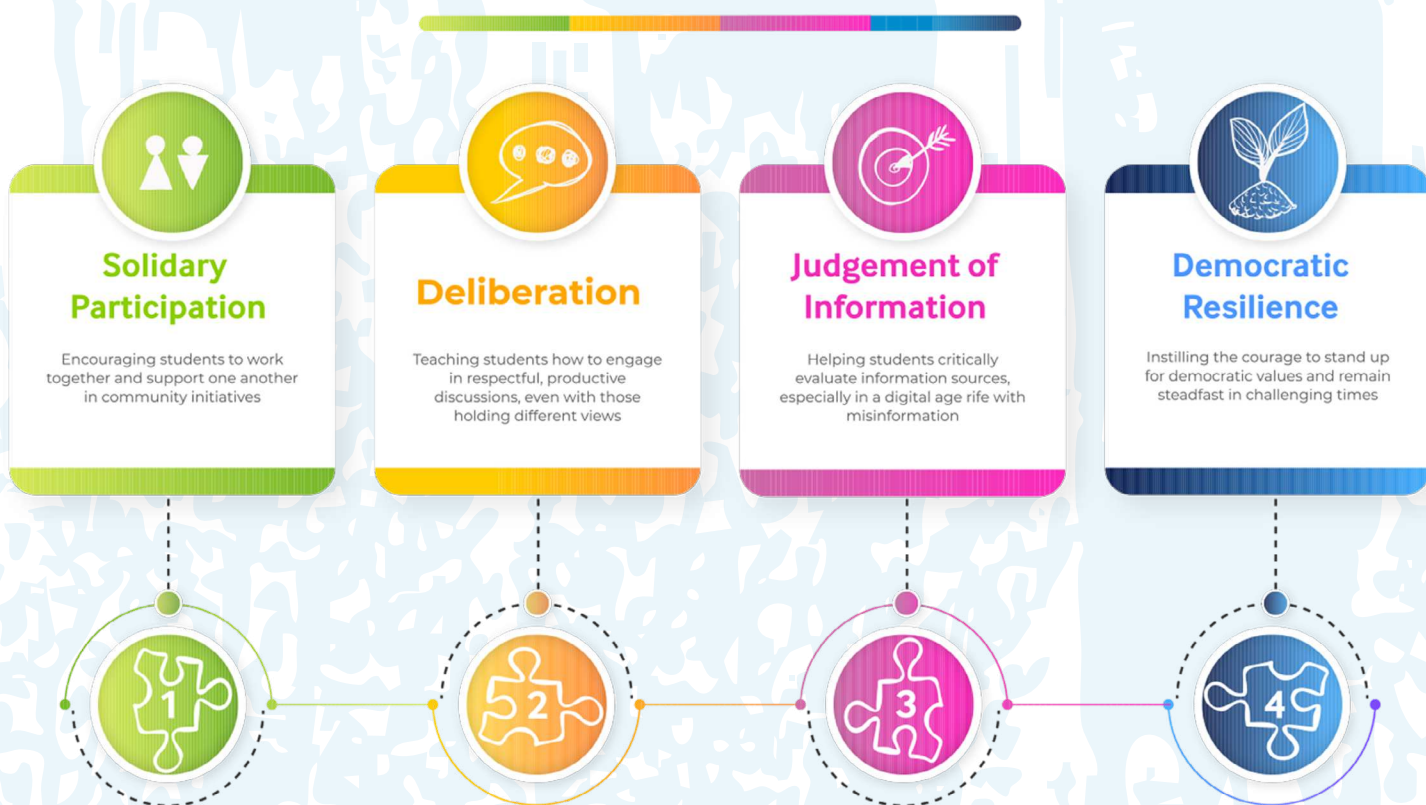 Solidary
Participation
Encouraging students to work
together and support one another
in community initiatives
1
Deliberation
Teaching students how to engage
in respectful, productive
discussions, even with those
holding different views
2
Judgement of
Information
Helping students critically
evaluate information sources,
especially in a digital age rife with
misinformation
3
Democratic
Resilience
Instilling the courage to stand up
for democratic values and remain
steadfast in challenging times
4